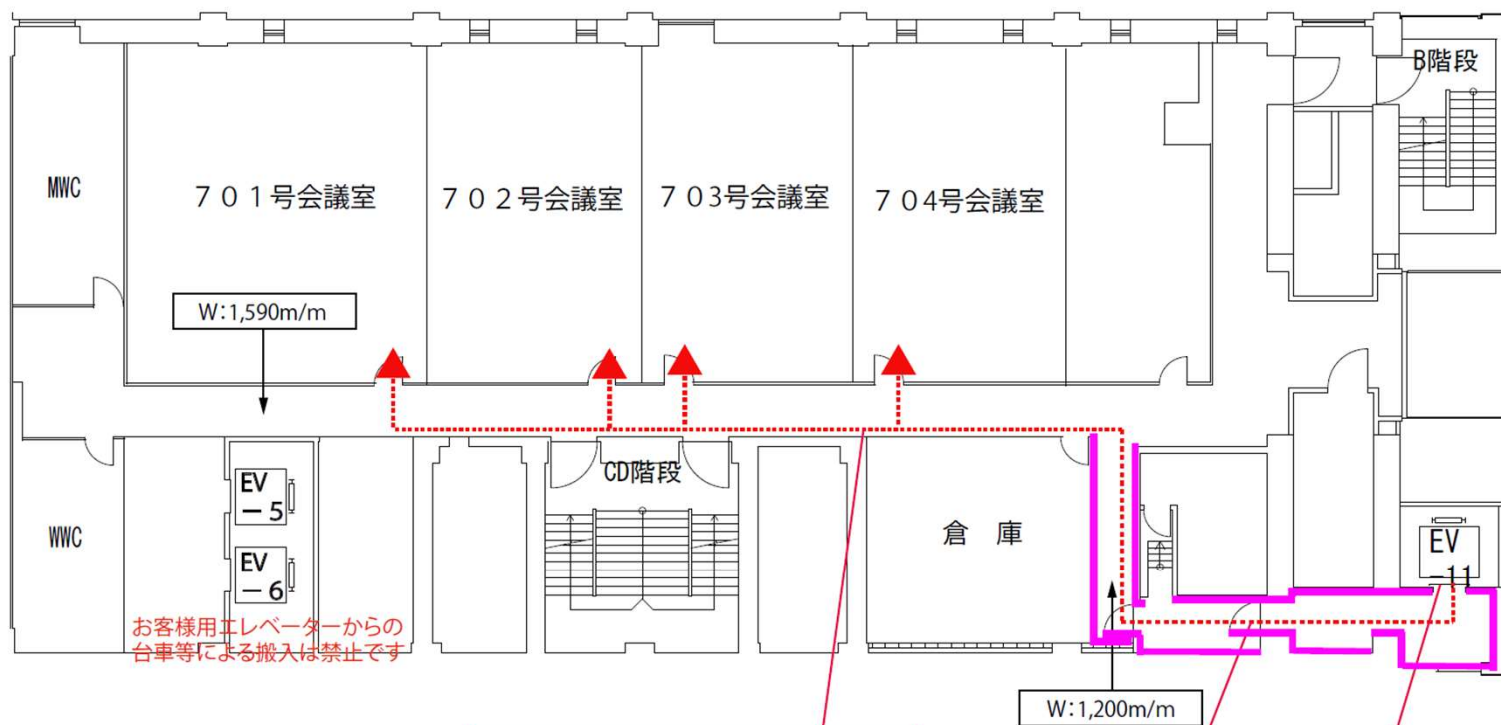 B階段
MWC
７０１号会議室
７０２号会議室
７０3号会議室
７０4号会議室
W：1,590m/m
CD階段
EV
－5
EV
－6
WWC
倉　庫
EV
－11
お客様用エレベーターからの
台車等による搬入は禁止です
W：1,200m/m